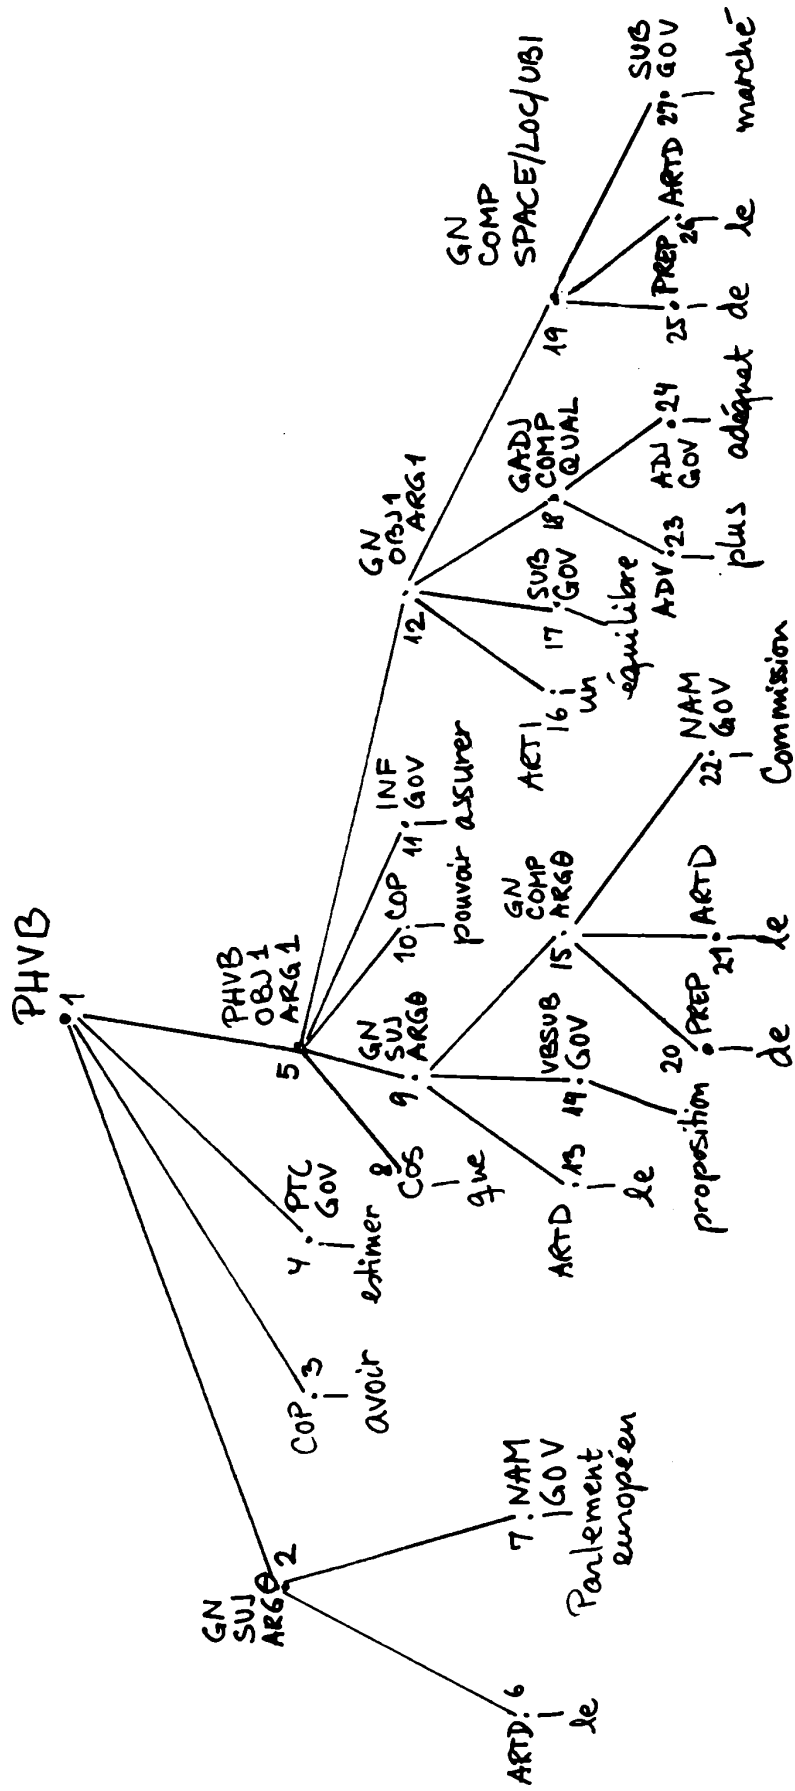 PHVB
1
GN
SUJ
ARGθ 2
COP 3
avoir
4 PTC
GOV
estimer
5 PHVB
OBJ1
ARG1
ARTD 6
le
7 NAM
GOV
Parlement
européen
8
COS
que
9 GN
SUJ
ARGθ
10 COP
pouvoir
11 INF
GOV
assurer
12 GN
OBJ1
ARG1
ARTD 13
le
19 VBSUB
GOV
proposition
15 GN
COMP
ARGθ
ARTI
16
un
17 SUB
GOV
équilibre
18 GADJ
COMP
QUAL
19 GN
COMP
SPACE/LOC/UBI
20 PREP
de
21 ARTD
le
22 NAM
GOV
Commission
ADV 23
plus
ADJ 24
GOV
adéquat
25 PREP
de
26 ARTD
le
27 SUB
GOV
marché